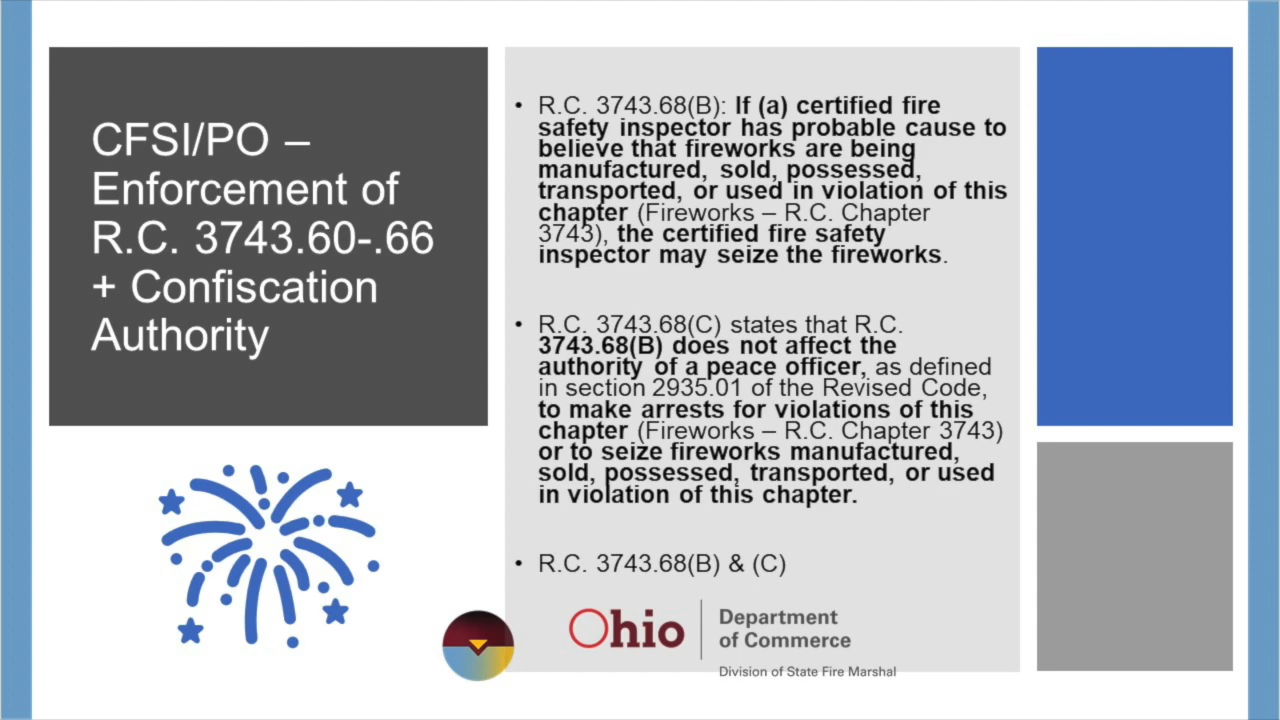 CFSI/PO –
Enforcement of
R.C. 3743.60-.66
+ Confiscation
Authority
• R.C. 3743.68(B): If (a) certified fire
safety inspector has probable cause to
believe that fireworks are being
manufactured, sold, possessed,
transported, or used in violation of this
chapter (Fireworks – R.C. Chapter
3743), the certified fire safety
inspector may seize the fireworks.
• R.C. 3743.68(C) states that R.C.
3743.68(B) does not affect the
authority of a peace officer, as defined
in section 2935.01 of the Revised Code,
to make arrests for violations of this
chapter (Fireworks – R.C. Chapter 3743)
or to seize fireworks manufactured,
sold, possessed, transported, or used
in violation of this chapter.
• R.C. 3743.68(B) & (C)
Ohio
Department
of Commerce
Division of State Fire Marshal